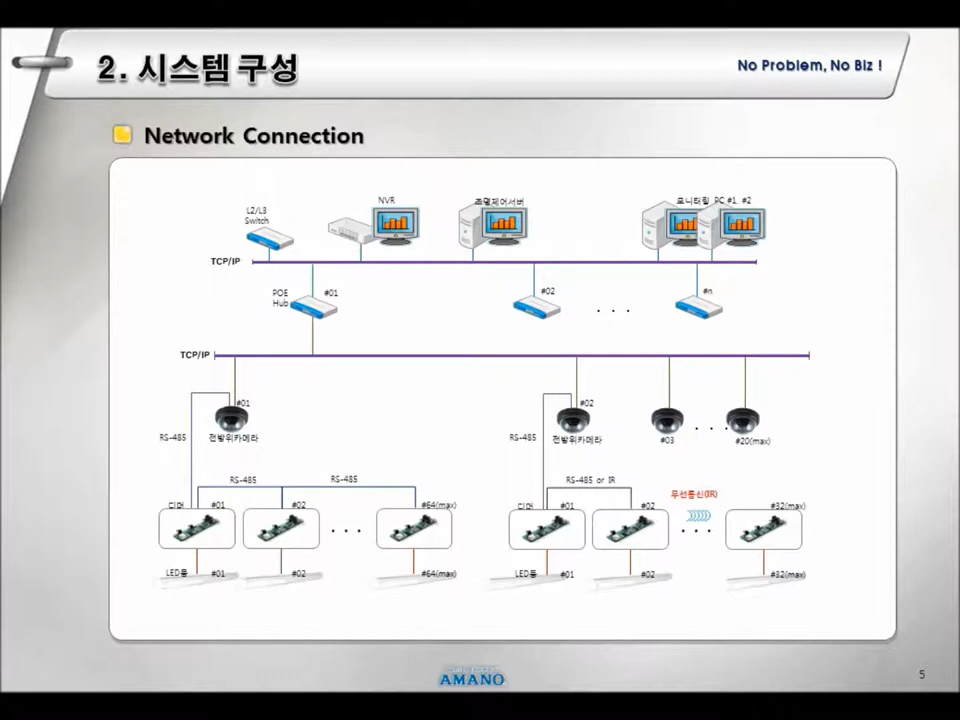 2. 시스템 구성
No Problem, No Biz !
Network Connection
L2/L3
Switch
NVR
조명제어서버
모니터링 PC #1, #2
TCP/IP
POE
Hub
#01
#02
. . .
#n
TCP/IP
#01
#02
RS-485
전방위카메라
RS-485
전방위카메라
#03
. . .
#20(max)
RS-485
RS-485
RS-485 or IR
무선통신(IR)
디머
#01
#02
. . .
#64(max)
디머
#01
#02
. . .
#32(max)
LED등
#01
#02
#64(max)
LED등
#01
#02
#32(max)
AMANO
5